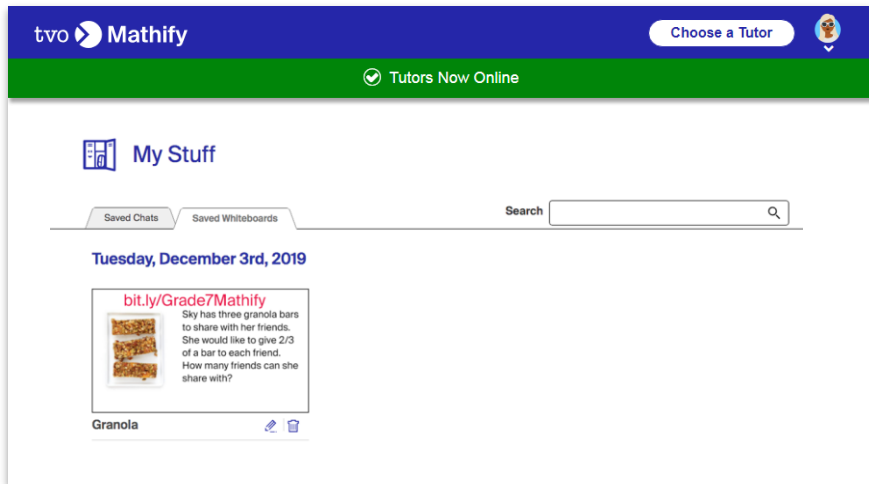 tvo Mathify
Choose a Tutor
Tutors Now Online
My Stuff
Saved Chats
Saved Whiteboards
Search
Tuesday, December 3rd, 2019
bit.ly/Grade7Mathify
Sky has three granola bars
to share with her friends.
She would like to give 2/3
of a bar to each friend.
How many friends can she
share with?
Granola